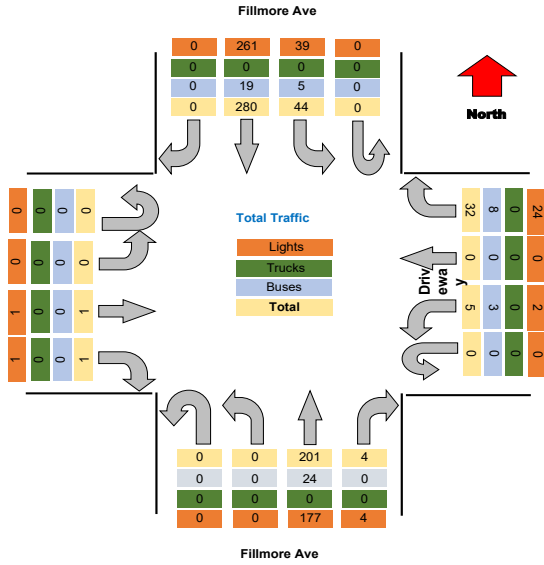 Fillmore Ave
0 261 39 0
0 0 0 0
0 19 5 0
0 280 44 0
North
0 0 0 0
0 0 0 0
1 0 0 1
1 0 0 1
Total Traffic
Lights
Trucks
Buses
Total
Driv
ewa
y
32 8 0 24
0 0 0 0
5 3 0 2
0 0 0 0
0 0 201 4
0 0 24 0
0 0 0 0
0 0 177 4
Fillmore Ave